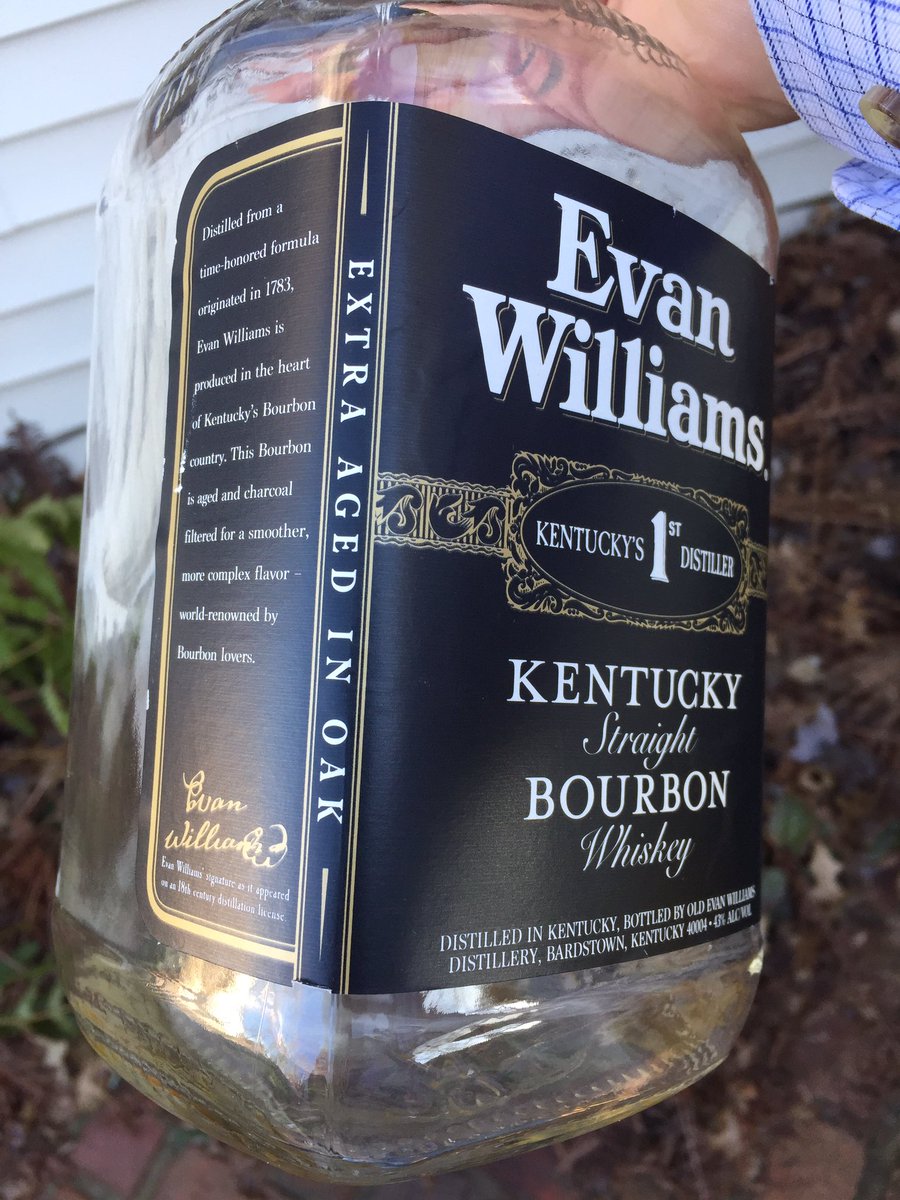 Distilled from a
time-honored formula
originated in 1783,
Evan Williams is
produced in the heart
of Kentucky's Bourbon
country. This Bourbon
is aged and charcoal
filtered for a smoother,
more complex flavor –
world-renowned by
Bourbon lovers.
Evan
Williams
Evan Williams' signature as it appeared
on an 18th century distillation license
EXTRA AGED IN OAK
Evan
Williams.
KENTUCKY'S 1ST DISTILLER
KENTUCKY
Straight
BOURBON
Whiskey
DISTILLED IN KENTUCKY, BOTTLED BY OLD EVAN WILLIAMS
DISTILLERY, BARDSTOWN, KENTUCKY 40004 • 43% ALC/VOL